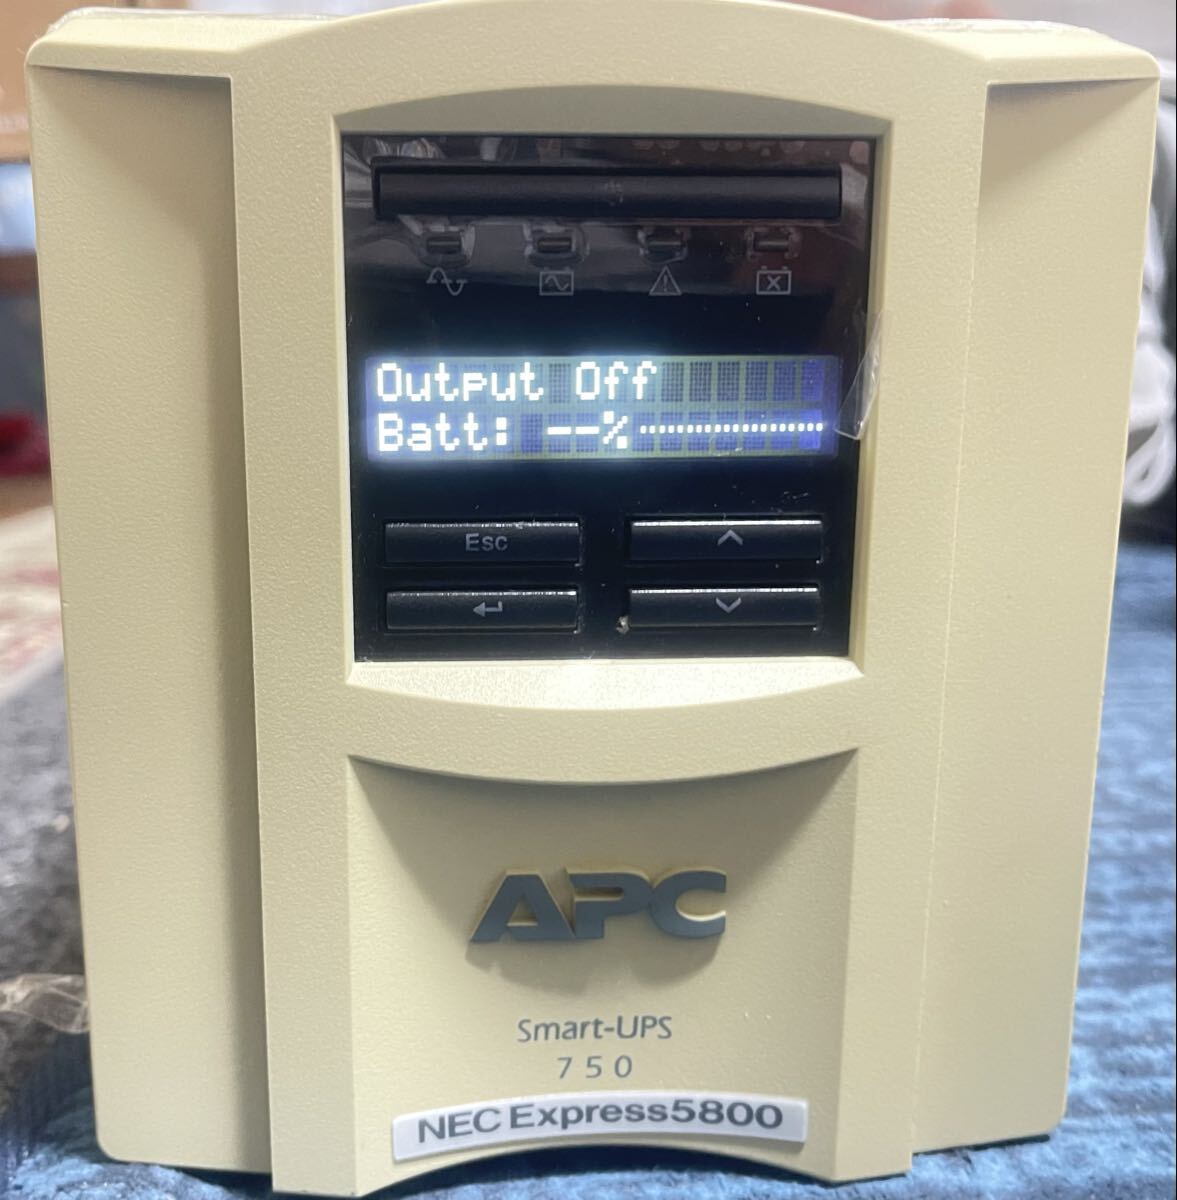 Output Off
Batt: --%
Esc
APC
Smart-UPS
750
NEC Express5800